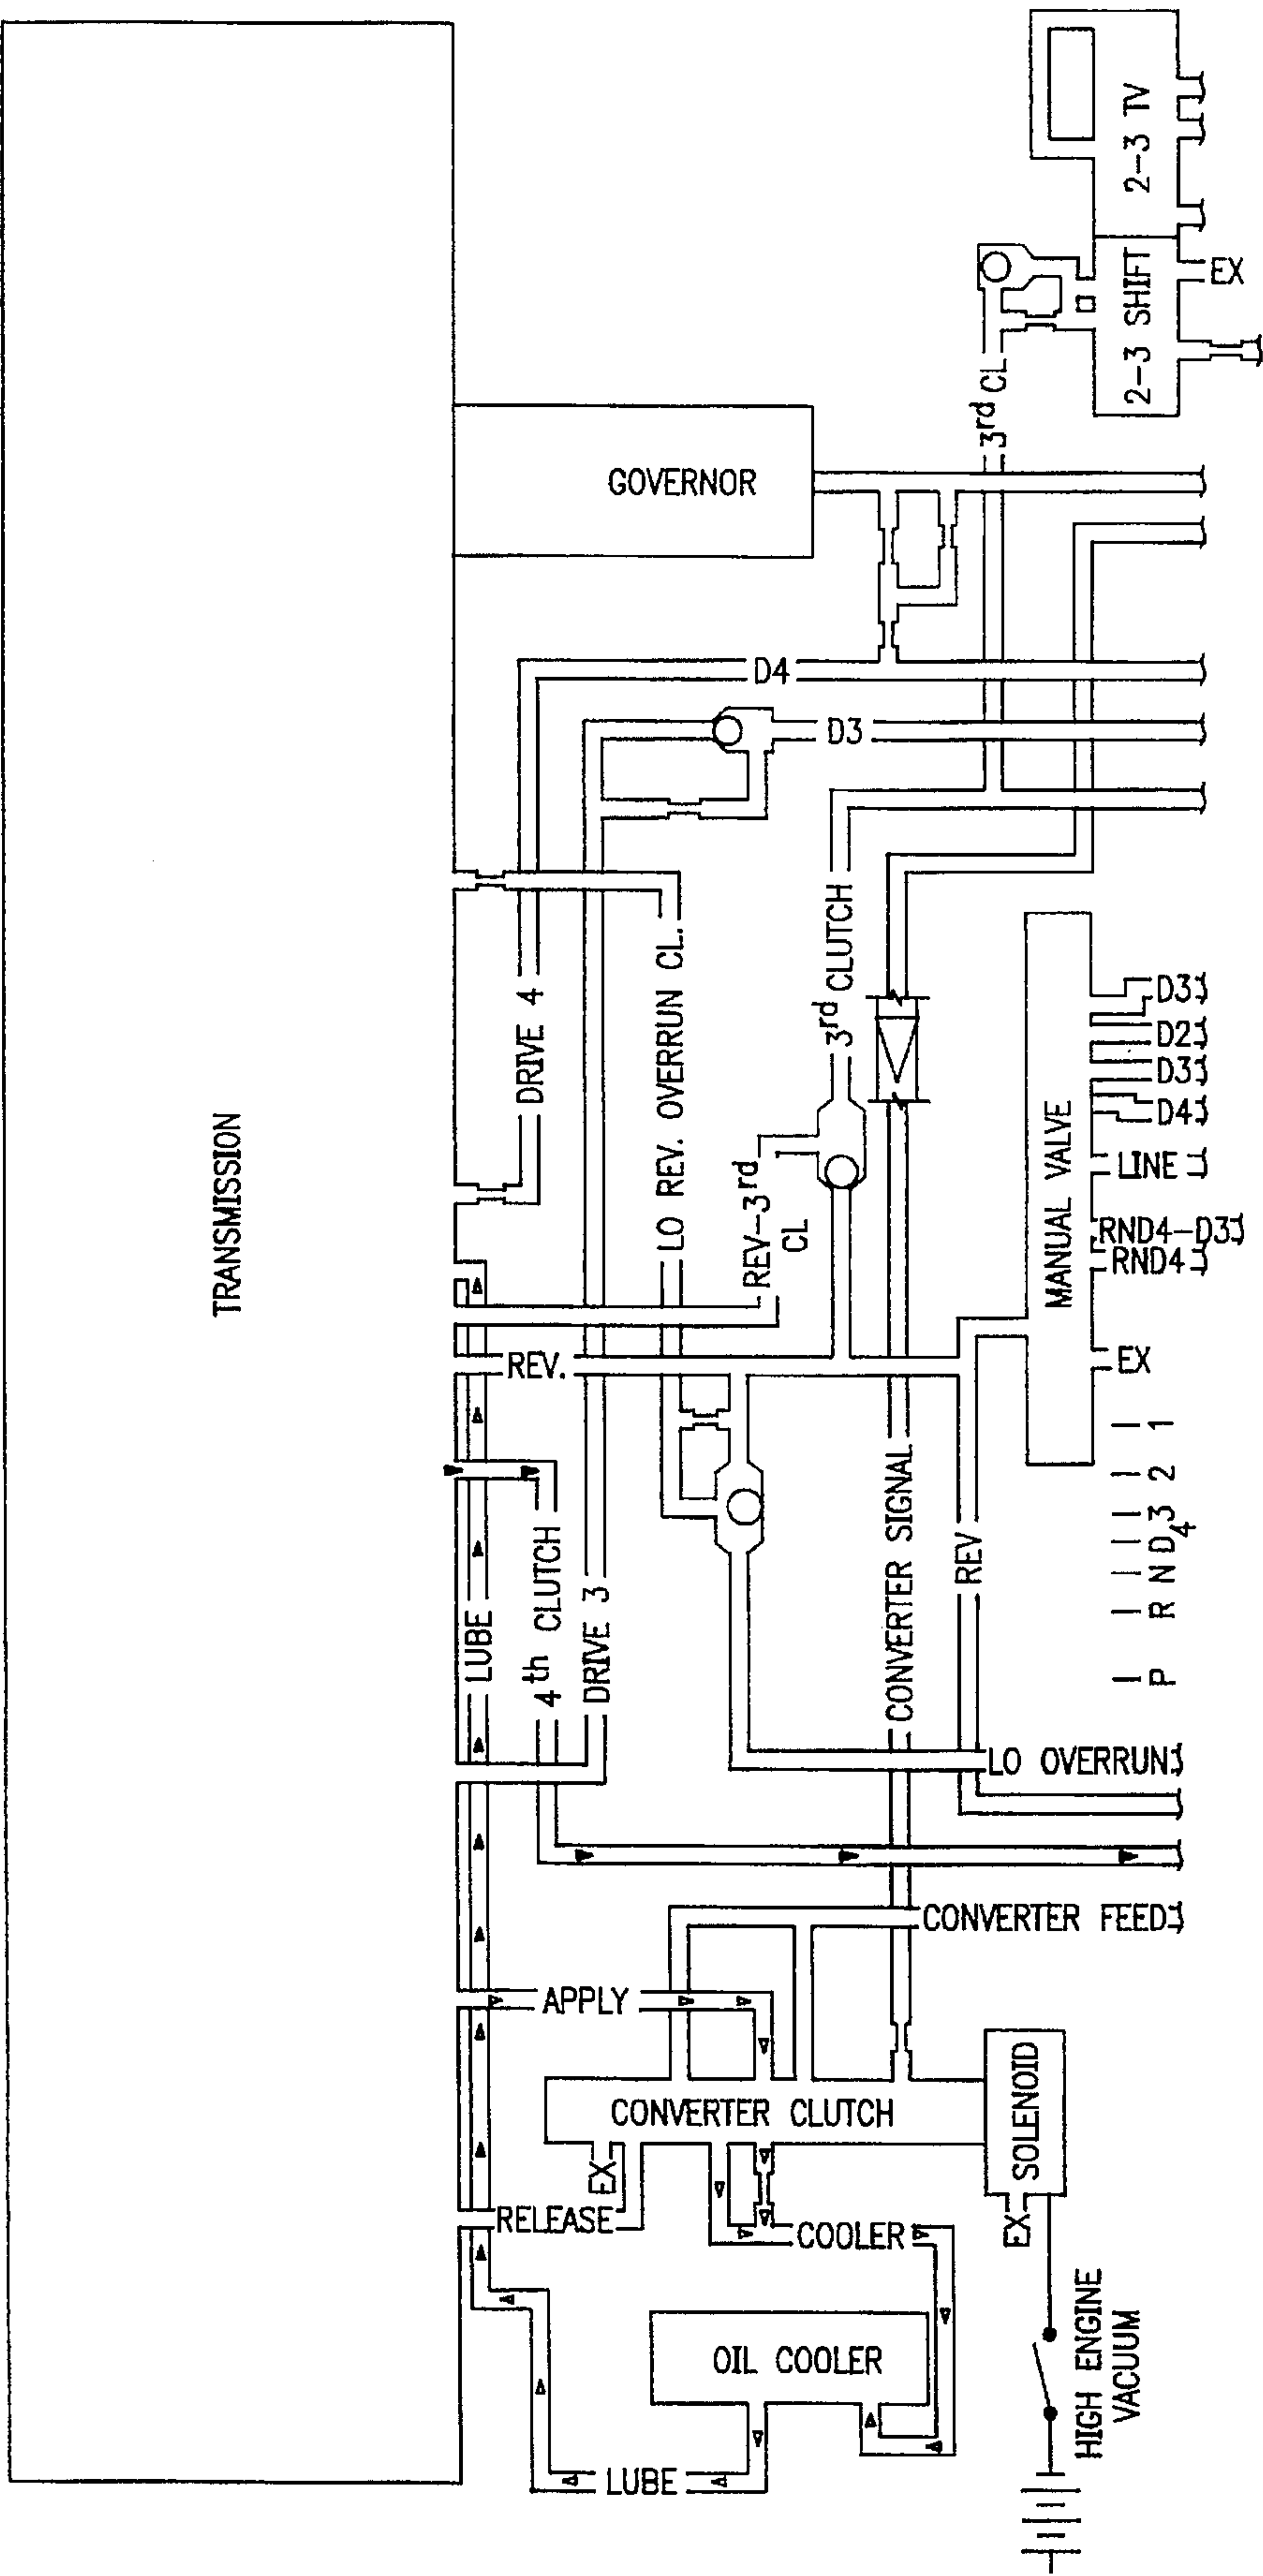 TRANSMISSION
GOVERNOR
2-3 TV
2-3 SHIFT
EX
3rd CL
D4
D3
DRIVE 4
LO REV. OVERRUN CL.
3rd CLUTCH
REV-3rd
CL
REV.
MANUAL VALVE
D3
D2
D3
D4
LINE
RND4-D3
RND4
EX
1
2
3
D4
N
R
P
LUBE
4th CLUTCH
DRIVE 3
CONVERTER SIGNAL
REV
LO OVERRUN
CONVERTER FEED
APPLY
CONVERTER CLUTCH
SOLENOID
EX
RELEASE
COOLER
EX
OIL COOLER
LUBE
HIGH ENGINE
VACUUM